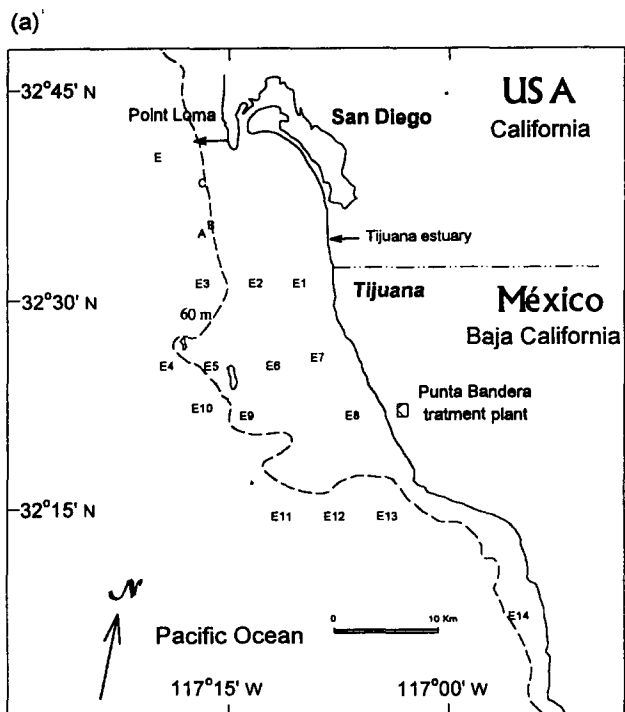 (a)
32°45' N
USA
California
Point Loma
San Diego
E
C
B
A
Tijuana estuary
E3
E2
E1
Tijuana
32°30' N
México
Baja California
60 m
E4
E5
E6
E7
Punta Bandera
tratment plant
E10
E9
E8
32°15' N
E11
E12
E13
E14
N
0
10 Km
Pacific Ocean
117°15' W
117°00' W